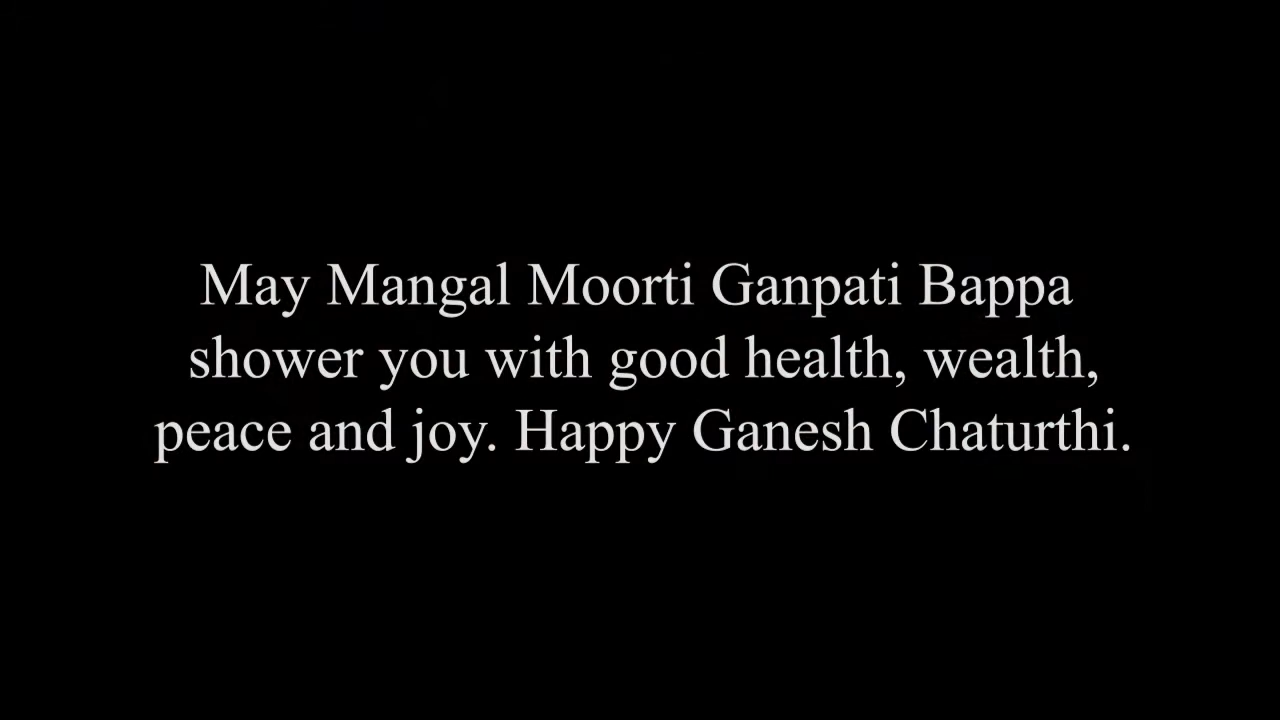 May Mangal Moorti Ganpati Bappa
shower you with good health, wealth,
peace and joy. Happy Ganesh Chaturthi.